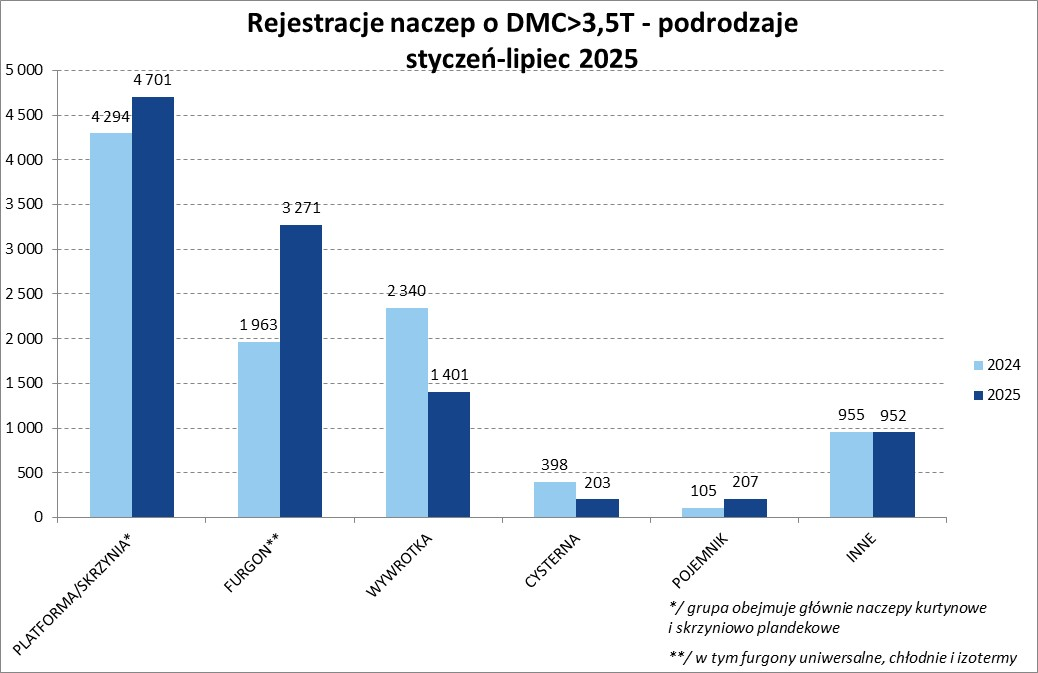 Rejestracje naczep o DMC>3,5T - podrodzaje
styczeń-lipiec 2025
5 000
4 500
4 000
3 500
3 000
2 500
2 000
1 500
1 000
500
0
4 294
4 701
1 963
3 271
2 340
1 401
398
203
105
207
955
952
2024
2025
PLATFORMA/SKRZYNIA*
FURGON**
WYWROTKA
CYSTERNA
POJEMNIK
INNE
*/ grupa obejmuje głównie naczepy kurtynowe
i skrzyniowo plandekowe
**/ w tym furgony uniwersalne, chłodnie i izotermy